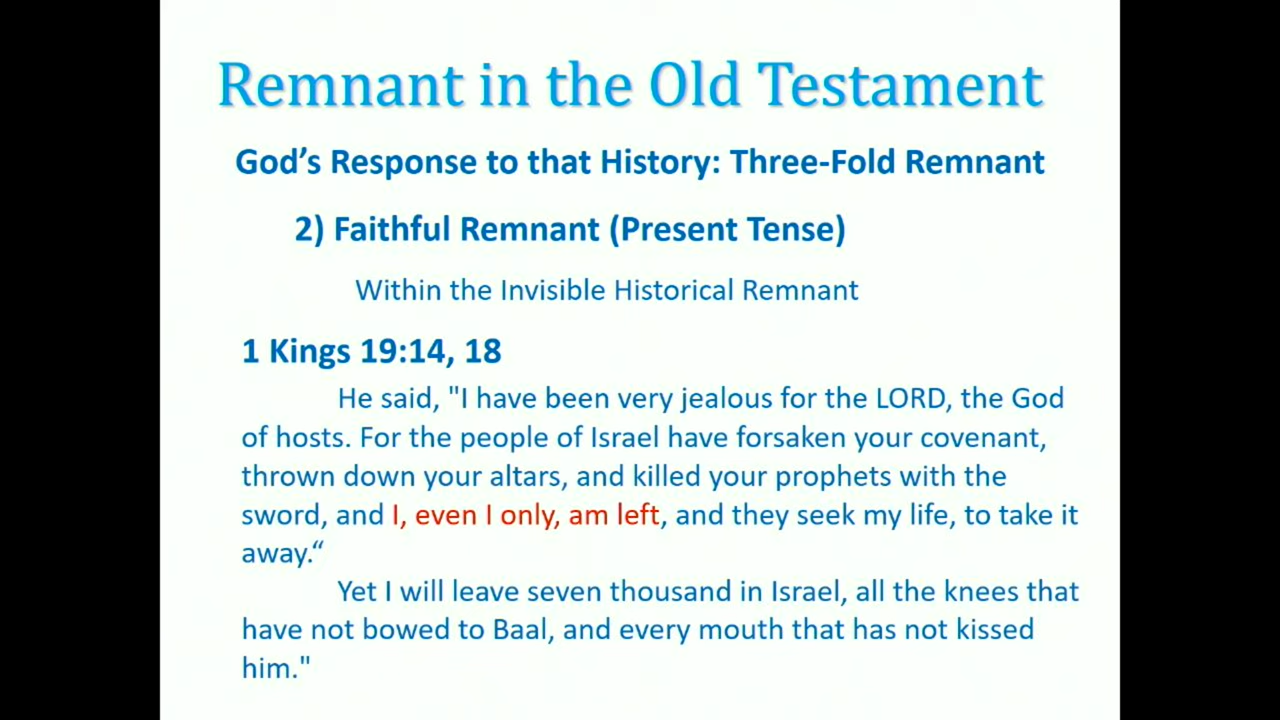 Remnant in the Old Testament
God’s Response to that History: Three-Fold Remnant
2) Faithful Remnant (Present Tense)
Within the Invisible Historical Remnant
1 Kings 19:14, 18
He said, "I have been very jealous for the LORD, the God
of hosts. For the people of Israel have forsaken your covenant,
thrown down your altars, and killed your prophets with the
sword, and I, even I only, am left, and they seek my life, to take it
away.“
Yet I will leave seven thousand in Israel, all the knees that
have not bowed to Baal, and every mouth that has not kissed
him."